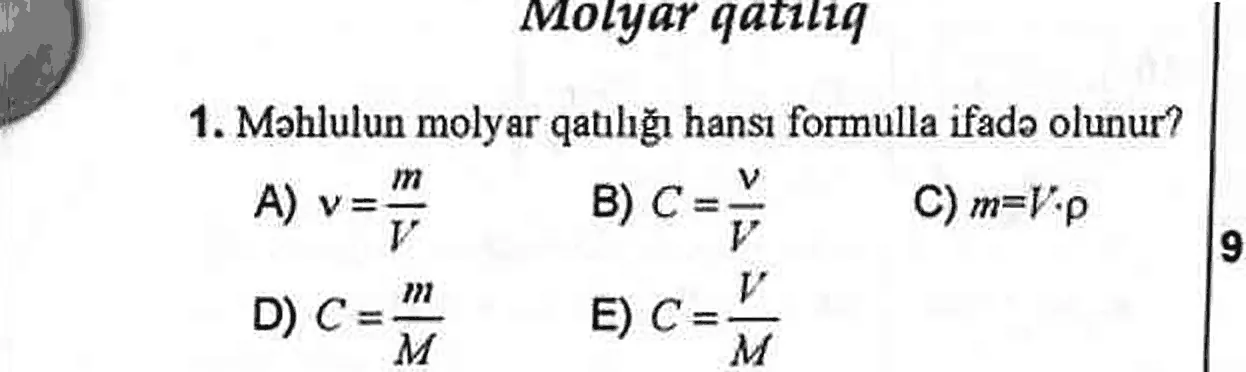 Molyar qatılıq
1. Məhlulun molyar qatılığı hansı formulla ifadə olunur?
A) ν = m/V B) C = ν/V C) m=V·ρ
9
D) C = m/M E) C = V/M